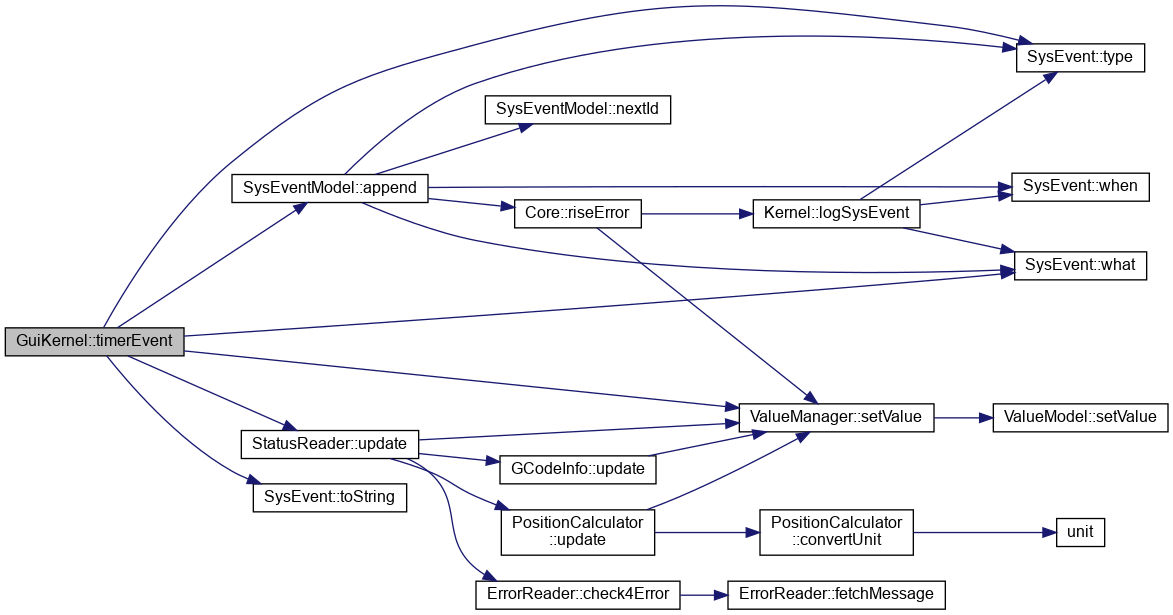 SysEvent::type
SysEventModel::nextId
SysEventModel::append
SysEvent::when
Core::riseError
Kernel::logSysEvent
SysEvent::what
GuiKernel::timerEvent
ValueManager::setValue
ValueModel::setValue
StatusReader::update
GCodeInfo::update
SysEvent::toString
PositionCalculator
::update
PositionCalculator
::convertUnit
unit
ErrorReader::check4Error
ErrorReader::fetchMessage